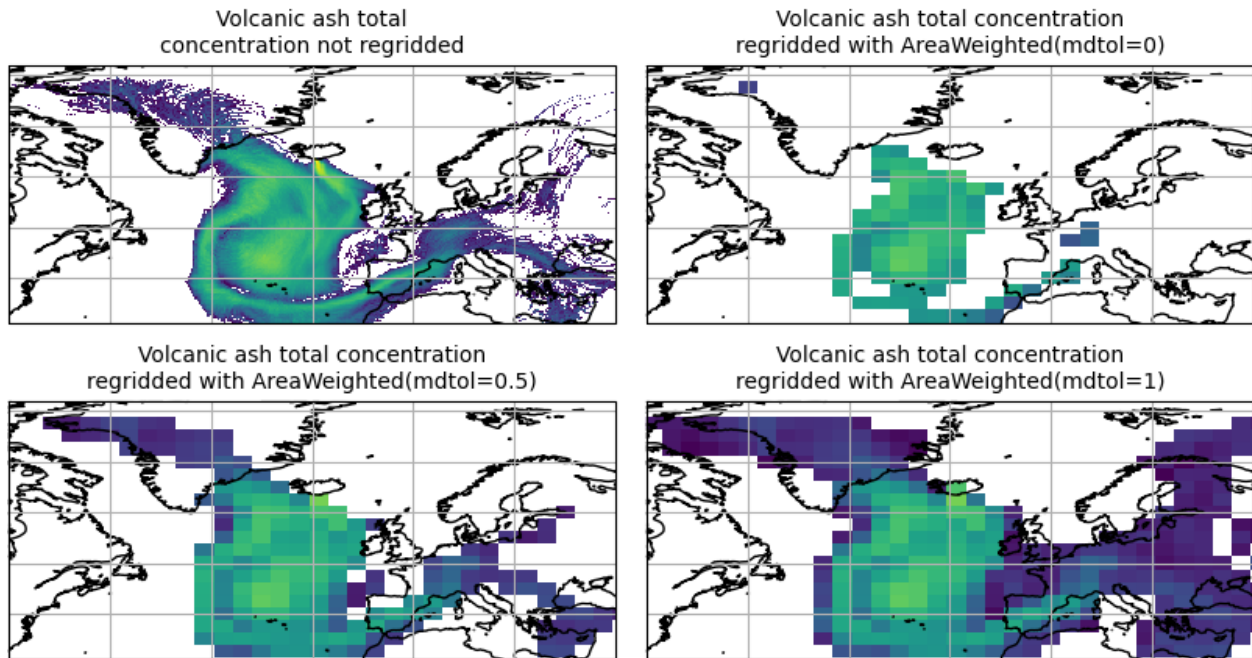 Volcanic ash total
concentration not regridded
Volcanic ash total concentration
regridded with AreaWeighted(mdtol=0)
Volcanic ash total concentration
regridded with AreaWeighted(mdtol=0.5)
Volcanic ash total concentration
regridded with AreaWeighted(mdtol=1)